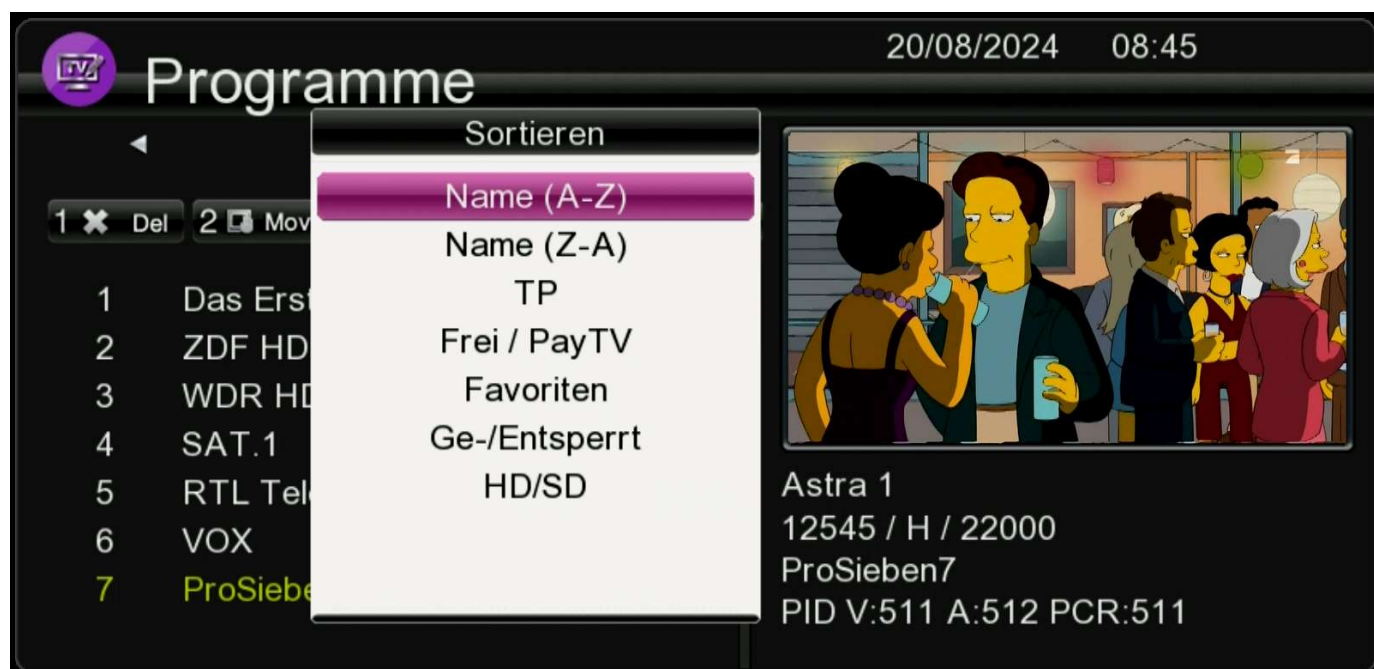 20/08/2024 08:45
Programme
Sortieren
Name (A-Z)
Name (Z-A)
TP
Frei / PayTV
Favoriten
Ge-/Entsperrt
HD/SD
1 Del 2 Mov
1 Das Erst
2 ZDF HD
3 WDR HD
4 SAT.1
5 RTL Tele
6 VOX
7 ProSiebe
Astra 1
12545 / H / 22000
ProSieben7
PID V:511 A:512 PCR:511